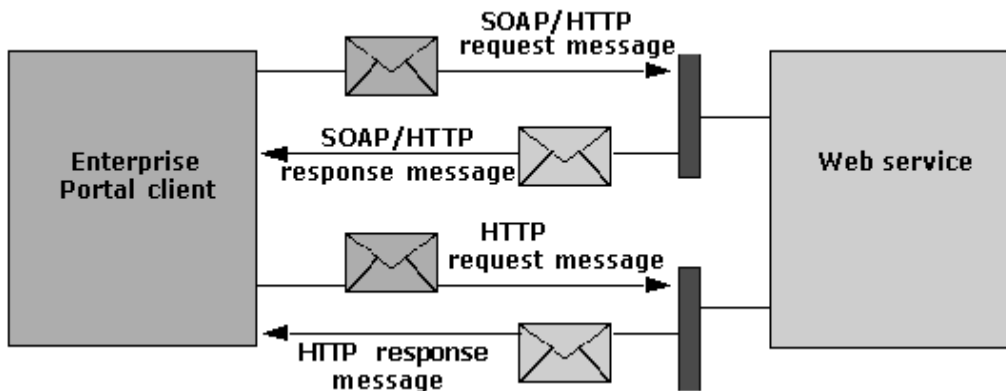 SOAP/HTTP
request message
SOAP/HTTP
response message
Enterprise
Portal client
Web service
HTTP
request message
HTTP response
message